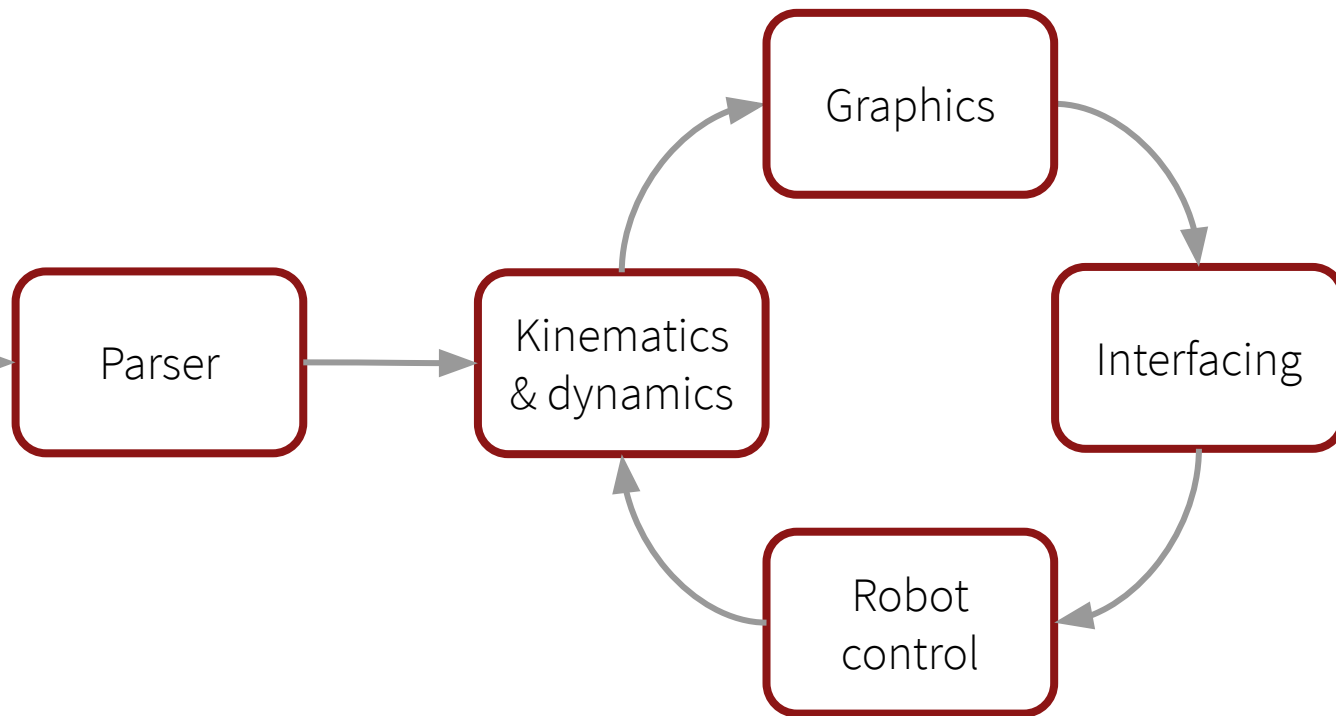 Graphics
Parser
Kinematics
& dynamics
Interfacing
Robot
control